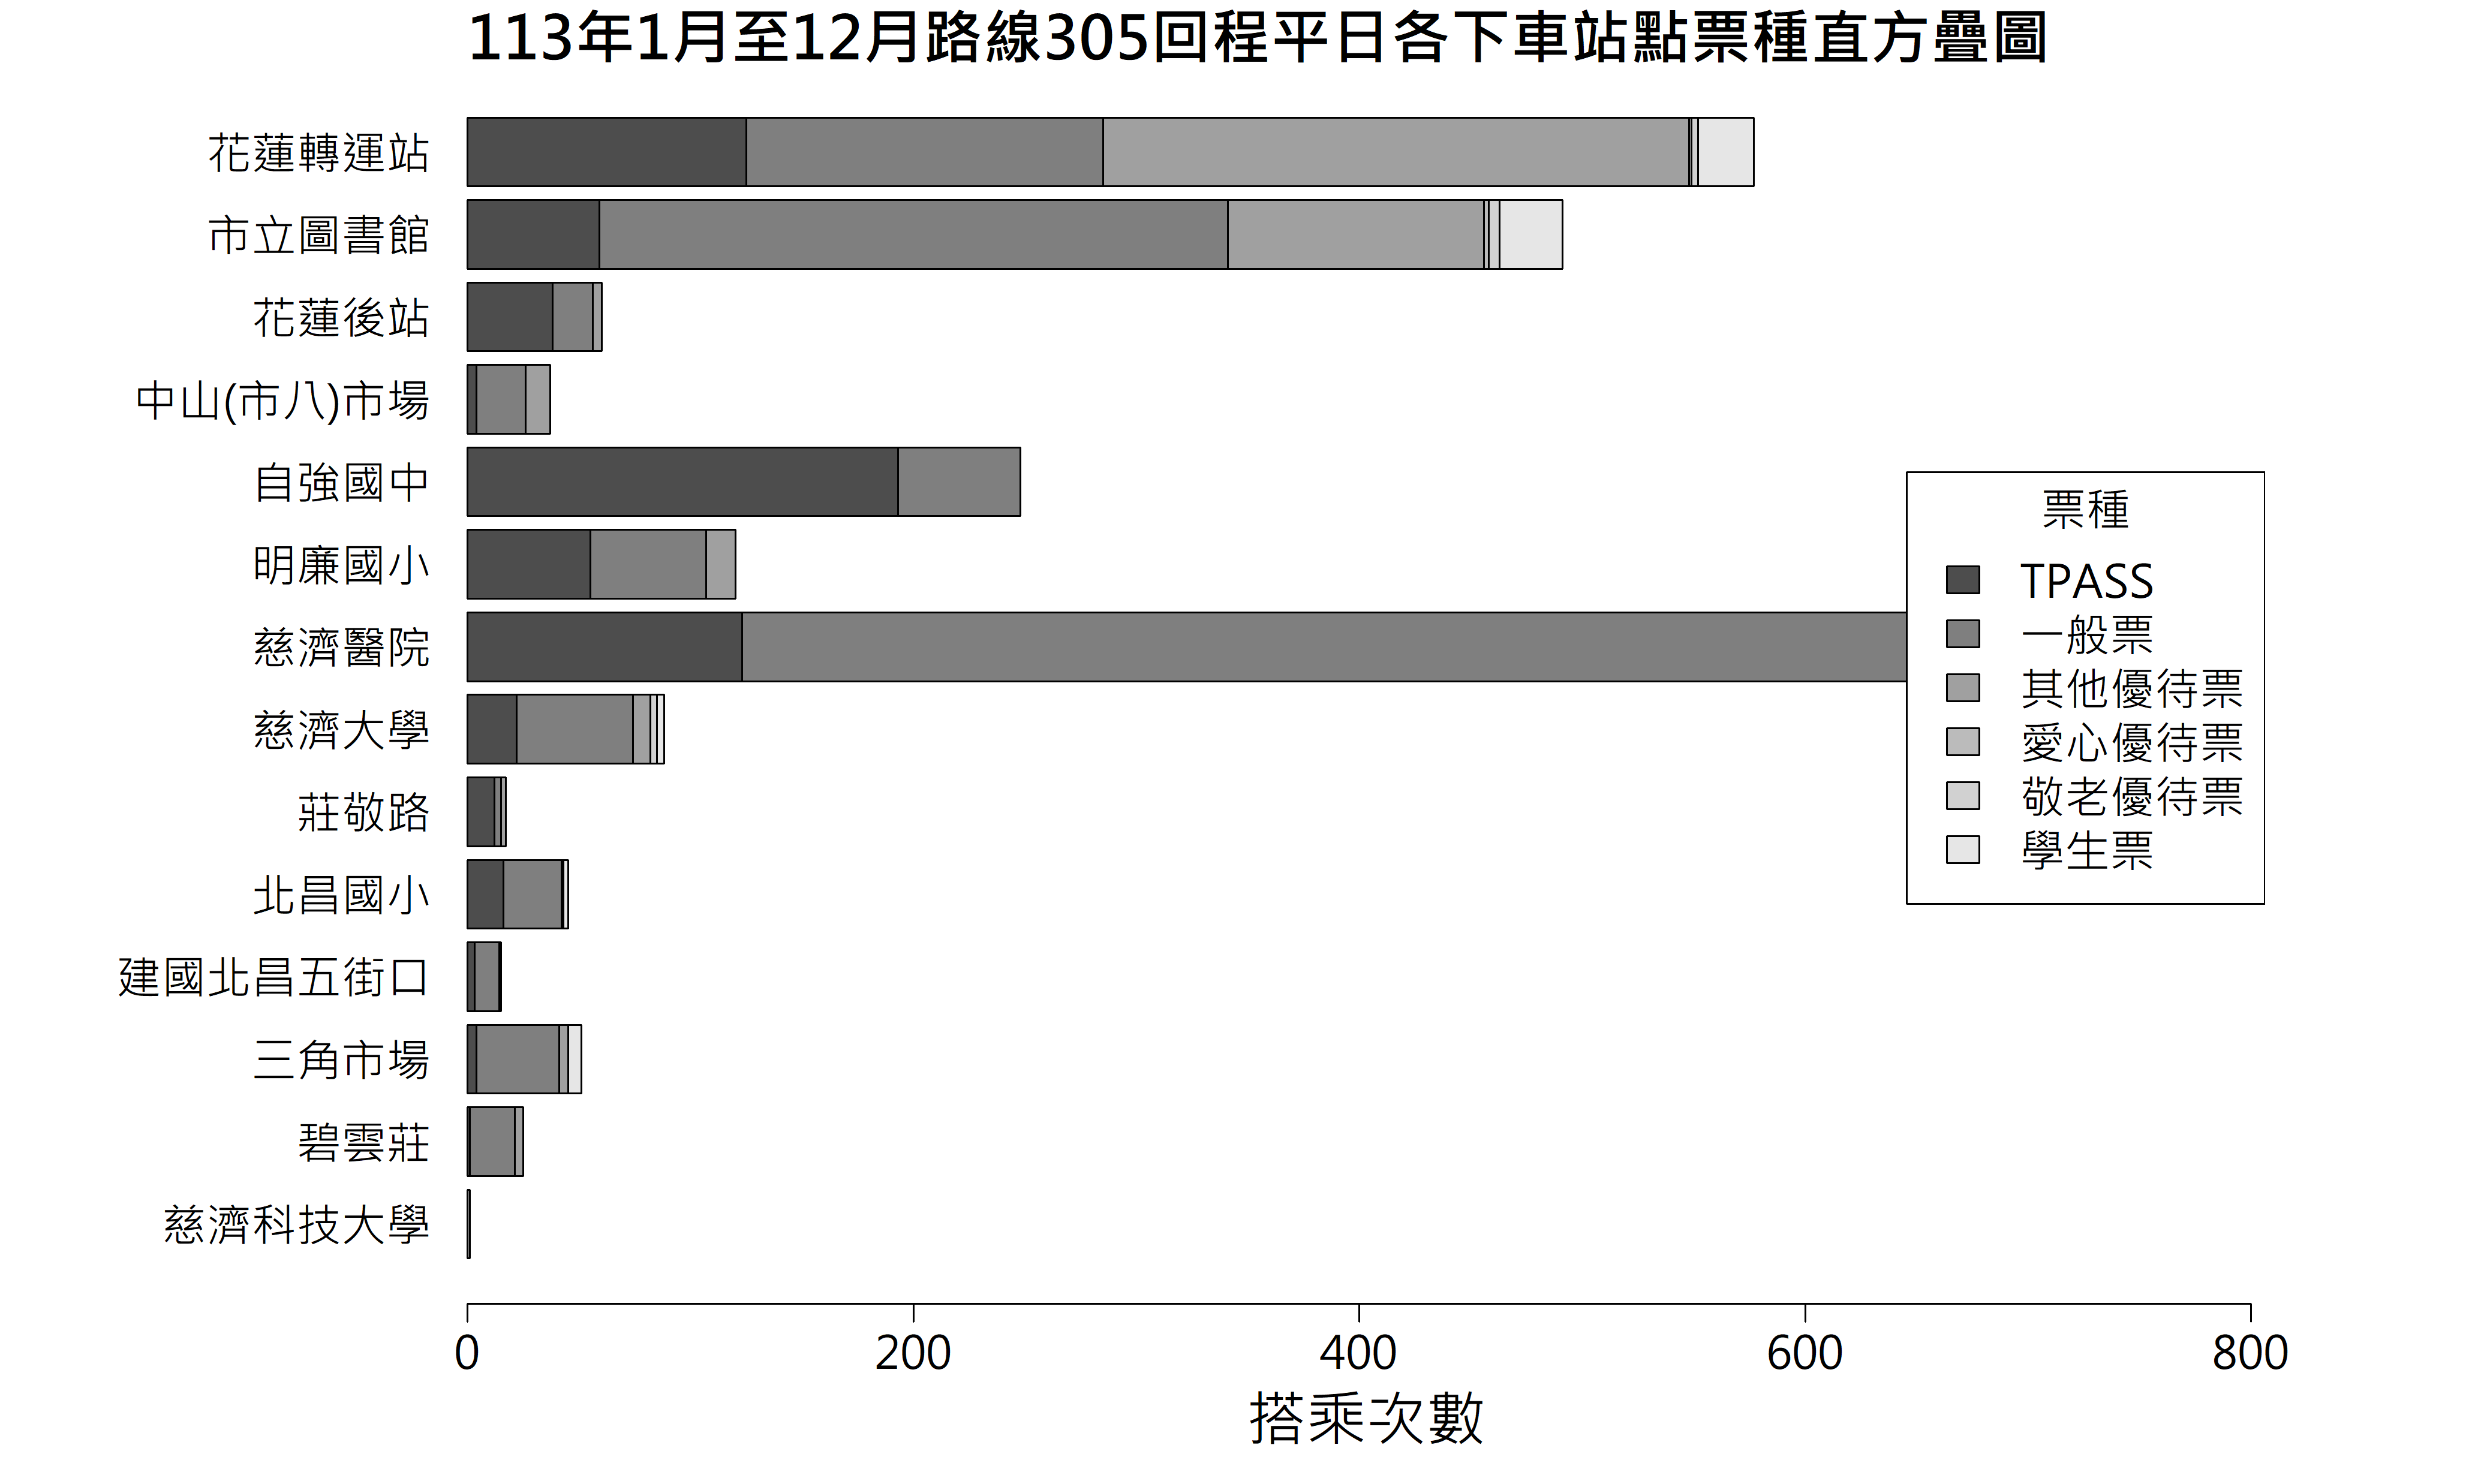 113年1月至12月路線305回程平日各下車站點票種直方疊圖
花蓮轉運站
市立圖書館
花蓮後站
中山(市八)市場
自強國中
明廉國小
慈濟醫院
慈濟大學
莊敬路
北昌國小
建國北昌五街口
三角市場
碧雲莊
慈濟科技大學
票種
TPASS
一般票
其他優待票
愛心優待票
敬老優待票
學生票
0 200 400 600 800
搭乘次數